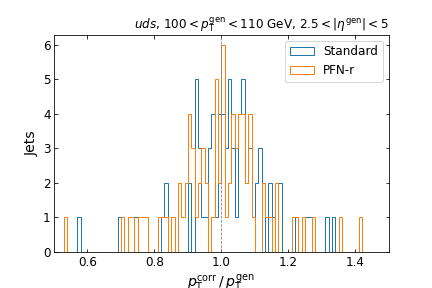 uds, 100 < p_T^gen < 110 GeV, 2.5 < |η^gen| < 5
Standard
PFN-r
Jets
6
5
4
3
2
1
0
0.6 0.8 1.0 1.2 1.4
p_T^corr / p_T^gen